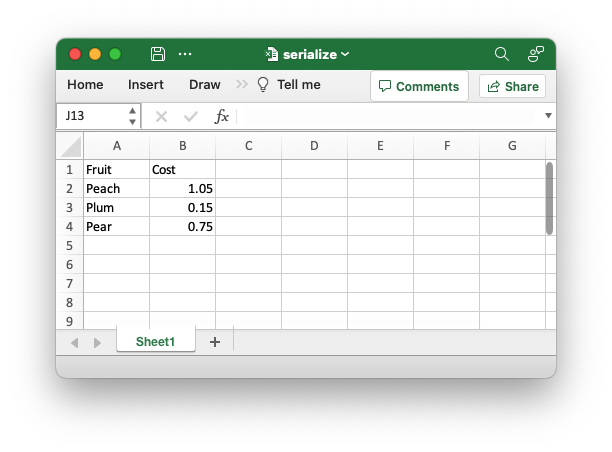 serialize
Home Insert Draw Tell me Comments Share
J13 fx
A B C D E F G
1 Fruit Cost
2 Peach 1.05
3 Plum 0.15
4 Pear 0.75
5
6
7
8
9
Sheet1 +